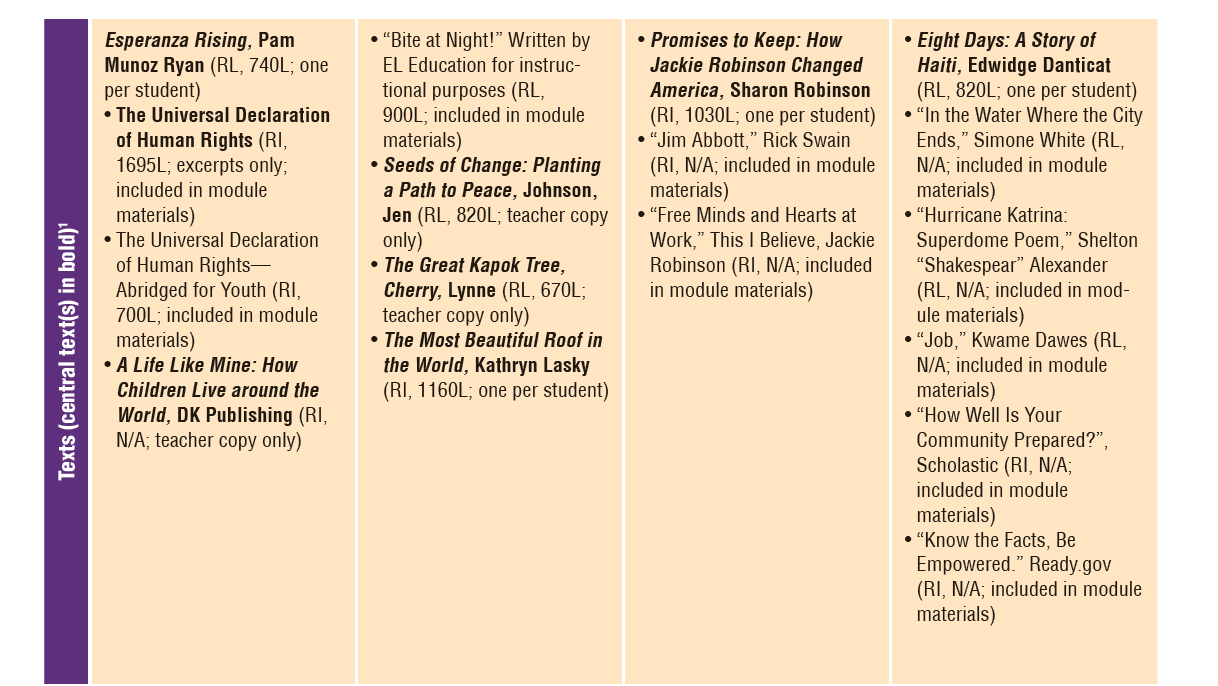 Texts (central text(s) in bold)¹
Esperanza Rising, Pam
Munoz Ryan (RL, 740L; one
per student)
• The Universal Declaration
of Human Rights (RI,
1695L; excerpts only;
included in module
materials)
• The Universal Declaration
of Human Rights—
Abridged for Youth (RI,
700L; included in module
materials)
• A Life Like Mine: How
Children Live around the
World, DK Publishing (RI,
N/A; teacher copy only)
• “Bite at Night!” Written by
EL Education for instruc-
tional purposes (RL,
900L; included in module
materials)
• Seeds of Change: Planting
a Path to Peace, Johnson,
Jen (RL, 820L; teacher copy
only)
• The Great Kapok Tree,
Cherry, Lynne (RL, 670L;
teacher copy only)
• The Most Beautiful Roof in
the World, Kathryn Lasky
(RI, 1160L; one per student)
• Promises to Keep: How
Jackie Robinson Changed
America, Sharon Robinson
(RI, 1030L; one per student)
• “Jim Abbott,” Rick Swain
(RI, N/A; included in module
materials)
• “Free Minds and Hearts at
Work,” This I Believe, Jackie
Robinson (RI, N/A; included
in module materials)
• Eight Days: A Story of
Haiti, Edwidge Danticat
(RL, 820L; one per student)
• “In the Water Where the City
Ends,” Simone White (RL,
N/A; included in module
materials)
• “Hurricane Katrina:
Superdome Poem,” Shelton
“Shakespear” Alexander
(RL, N/A; included in mod-
ule materials)
• “Job,” Kwame Dawes (RL,
N/A; included in module
materials)
• “How Well Is Your
Community Prepared?”,
Scholastic (RI, N/A;
included in module
materials)
• “Know the Facts, Be
Empowered.” Ready.gov
(RI, N/A; included in module
materials)